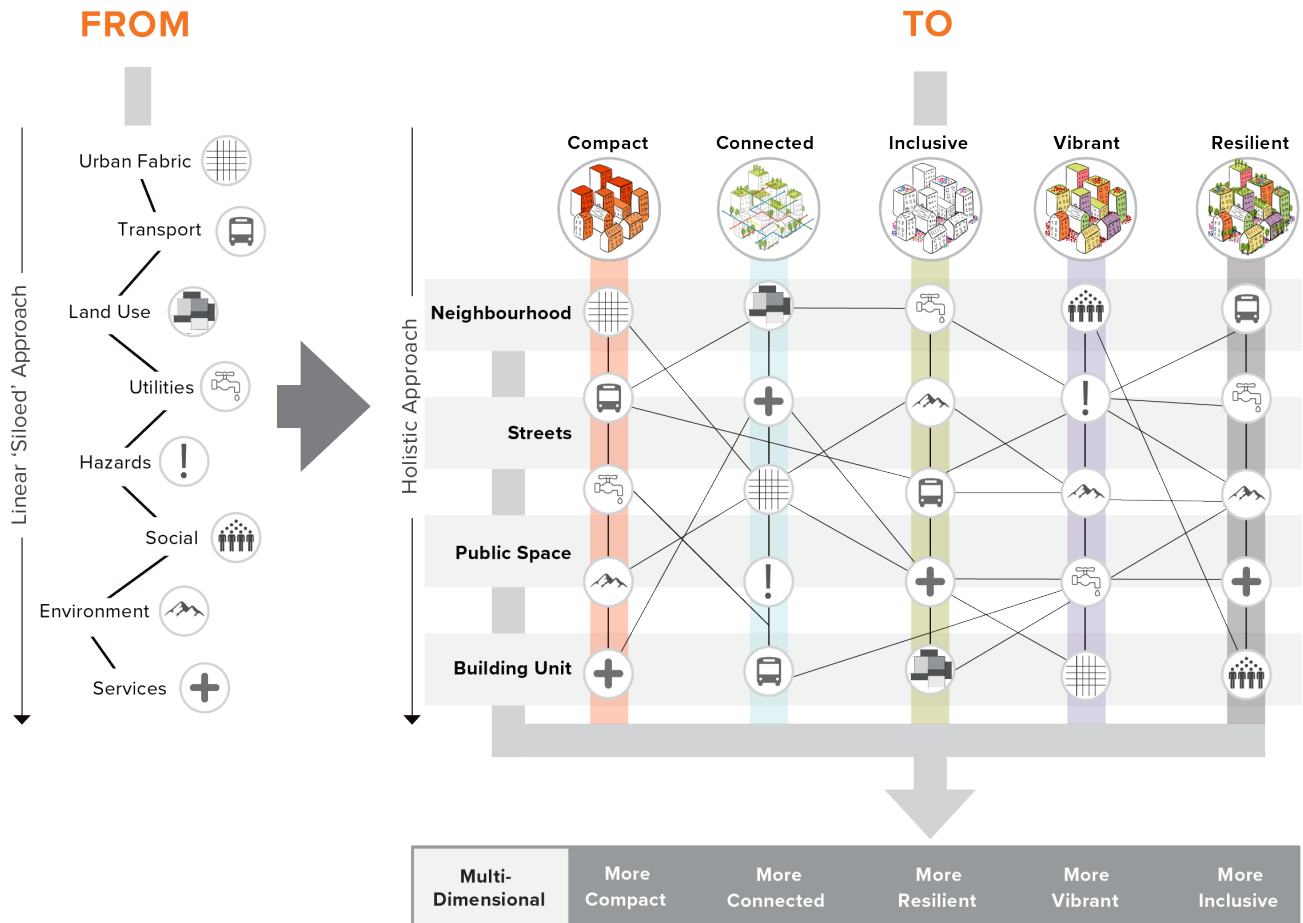 FROM
TO
Linear ‘Siloed’ Approach
Urban Fabric
Transport
Land Use
Utilities
Hazards
Social
Environment
Services
Holistic Approach
Compact
Connected
Inclusive
Vibrant
Resilient
Neighbourhood
Streets
Public Space
Building Unit
Multi-
Dimensional
More
Compact
More
Connected
More
Resilient
More
Vibrant
More
Inclusive